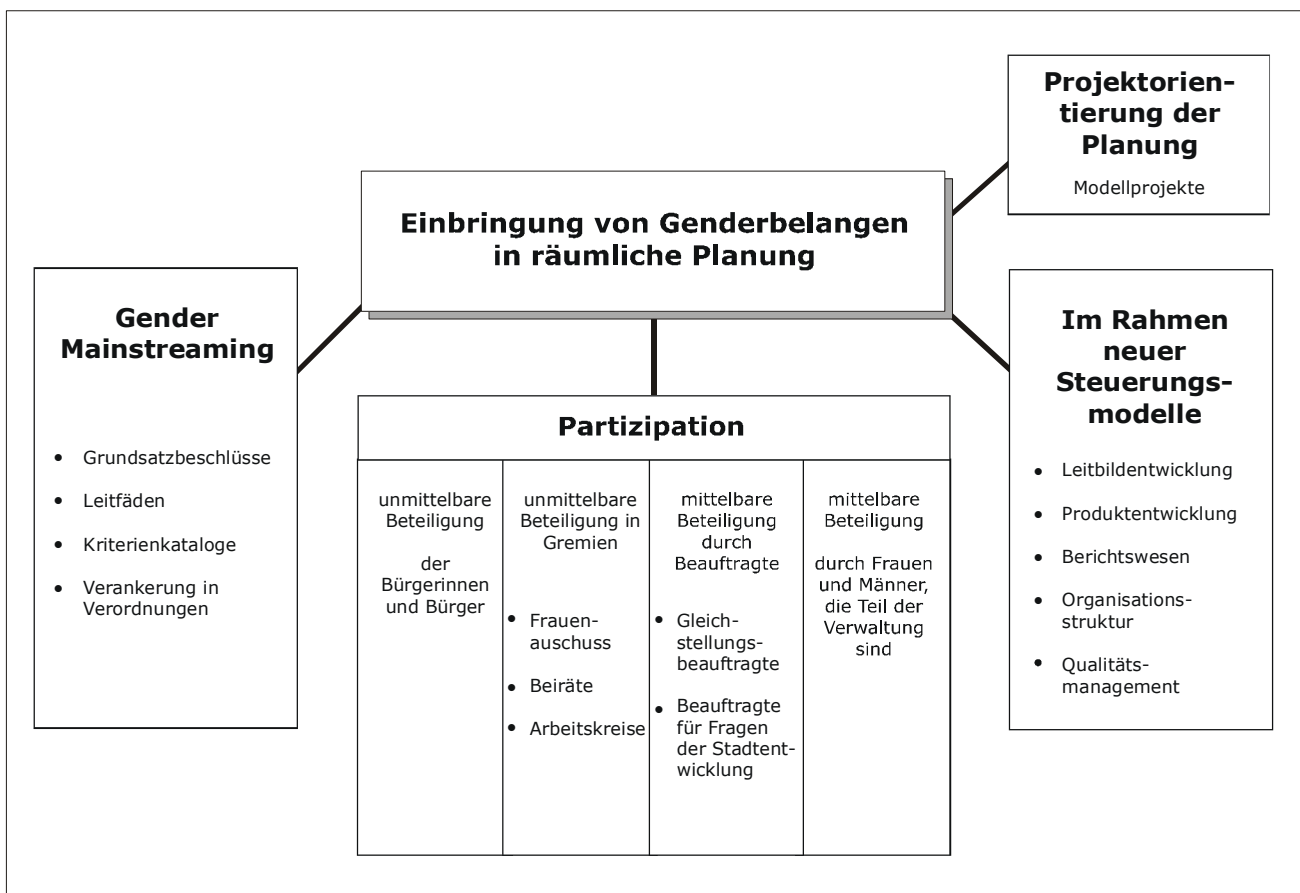 Projektorien-
tierung der
Planung
Modellprojekte
Einbringung von Genderbelangen
in räumliche Planung
Gender
Mainstreaming
• Grundsatzbeschlüsse
• Leitfäden
• Kriterienkataloge
• Verankerung in
Verordnungen
Partizipation
unmittelbare
Beteiligung
der
Bürgerinnen
und Bürger
unmittelbare
Beteiligung in
Gremien
• Frauen-
auschuss
• Beiräte
• Arbeitskreise
mittelbare
Beteiligung
durch
Beauftragte
• Gleich-
stellungs-
beauftragte
• Beauftragte
für Fragen
der Stadtent-
wicklung
mittelbare
Beteiligung
durch Frauen
und Männer,
die Teil der
Verwaltung
sind
Im Rahmen
neuer
Steuerungs-
modelle
• Leitbildentwicklung
• Produktentwicklung
• Berichtswesen
• Organisations-
struktur
• Qualitäts-
management